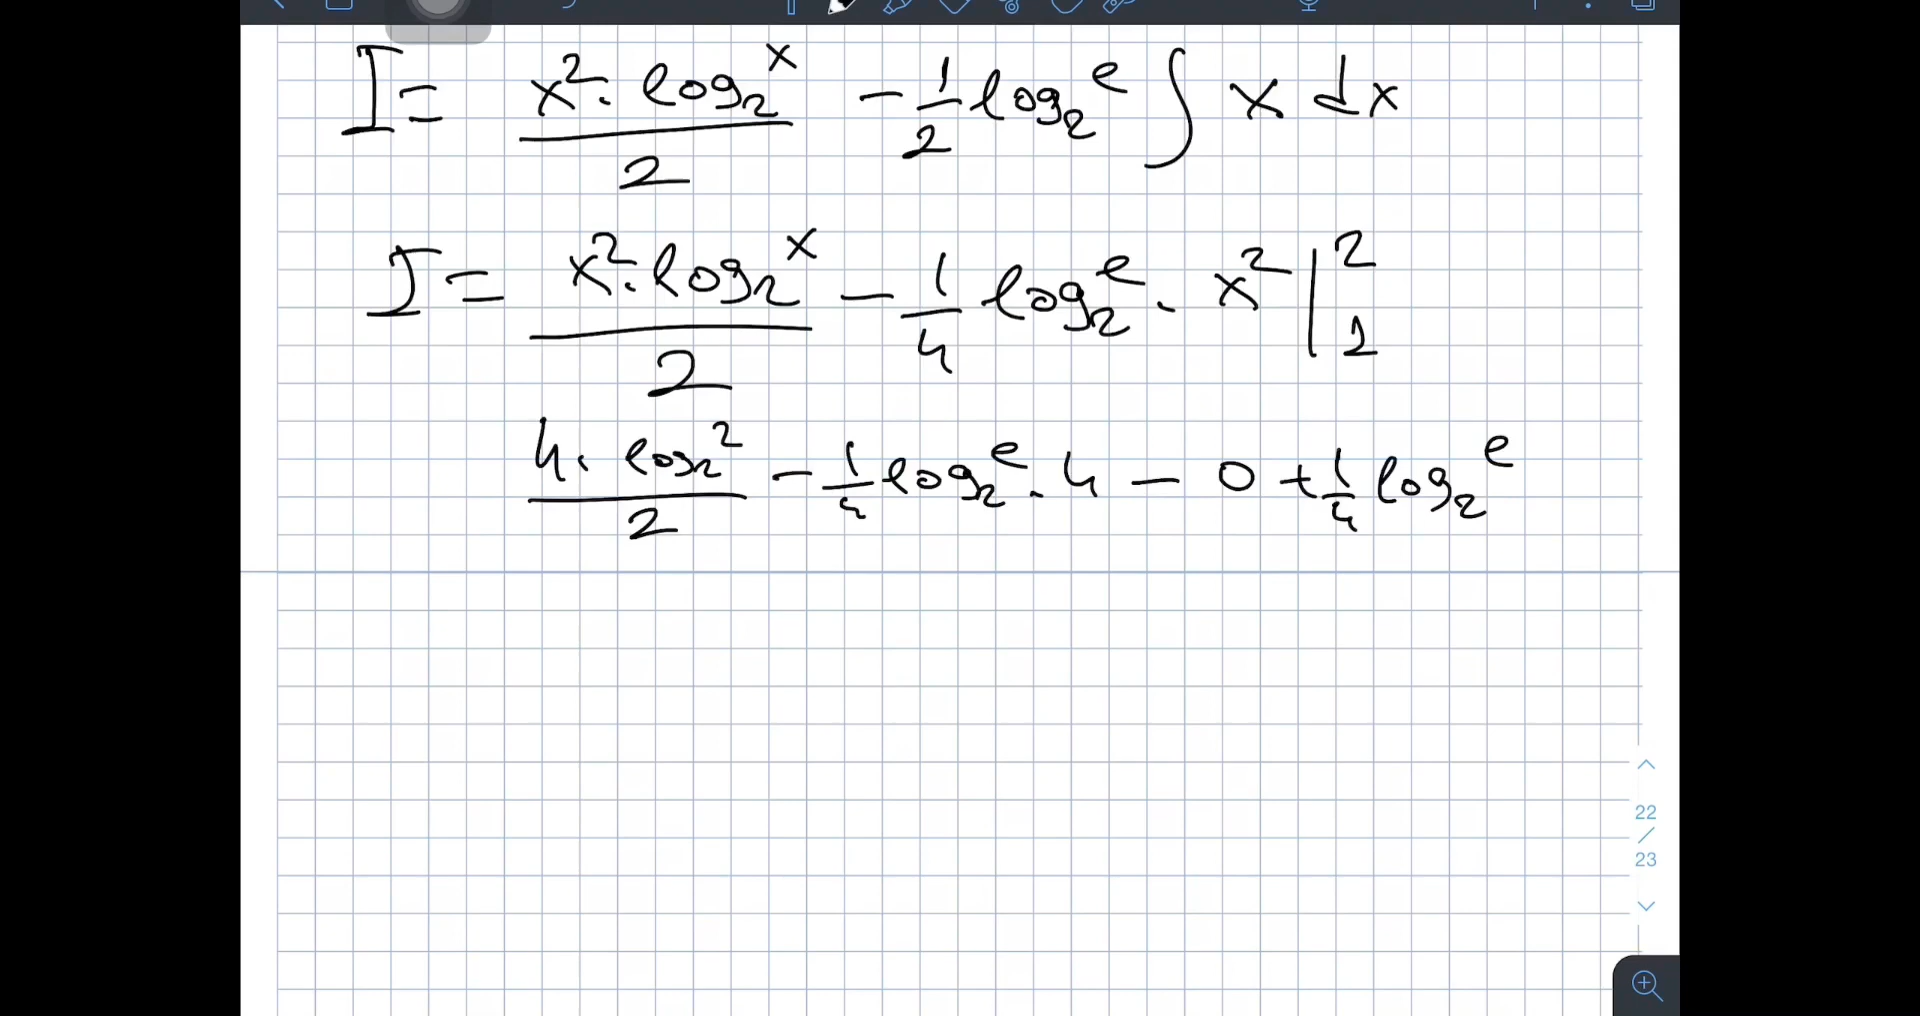 I = x²·log₂ˣ / 2 - 1/2 log₂ᵉ ∫ x dx
I = x²·log₂ˣ / 2 - 1/4 log₂ᵉ · x² |₁²
4·log₂² / 2 - 1/4 log₂ᵉ · 4 - 0 + 1/4 log₂ᵉ
22
/
23